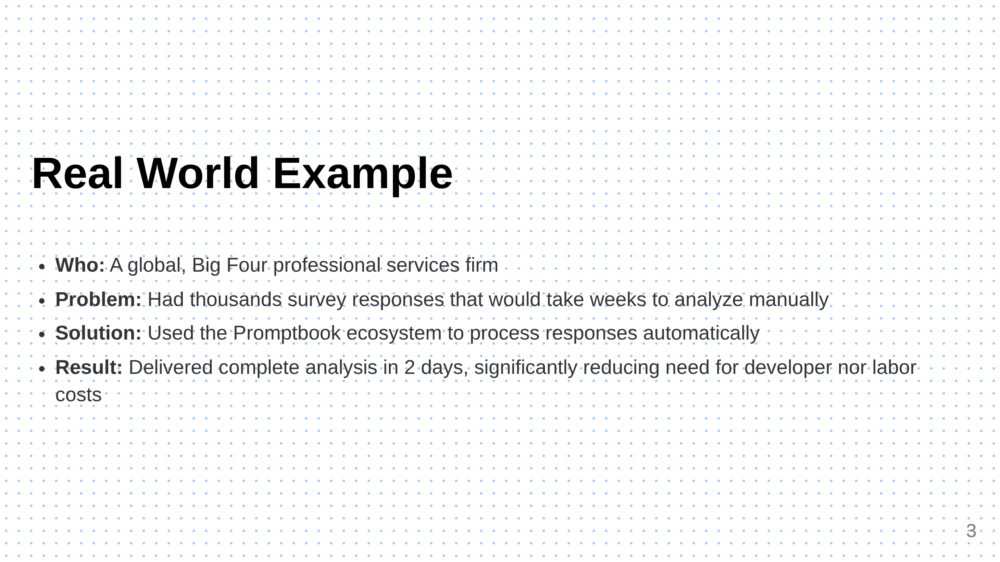 Real World Example
• Who: A global, Big Four professional services firm
• Problem: Had thousands survey responses that would take weeks to analyze manually
• Solution: Used the Promptbook ecosystem to process responses automatically
• Result: Delivered complete analysis in 2 days, significantly reducing need for developer nor labor
costs
3